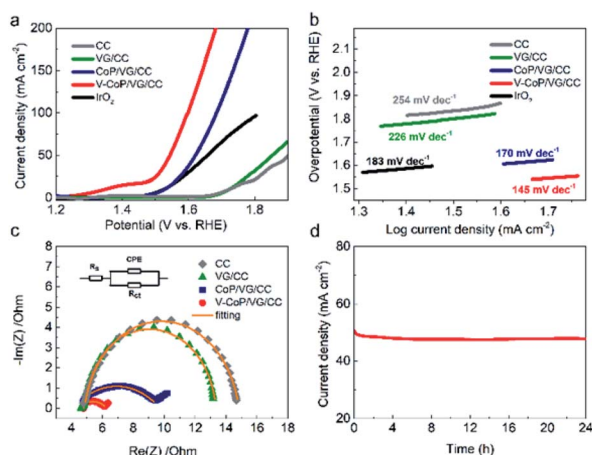 a
Current density (mA cm⁻²)
200
150
100
50
0
1.2
1.4
1.6
1.8
Potential (V vs. RHE)
CC
VG/CC
CoP/VG/CC
V-CoP/VG/CC
IrO₂
b
Overpotential (V vs. RHE)
2.1
2.0
1.9
1.8
1.7
1.6
1.5
1.3
1.4
1.5
1.6
1.7
Log current density (mA cm⁻²)
CC
VG/CC
CoP/VG/CC
V-CoP/VG/CC
IrO₂
254 mV dec⁻¹
226 mV dec⁻¹
183 mV dec⁻¹
170 mV dec⁻¹
145 mV dec⁻¹
c
-Im(Z) /Ohm
9
8
7
6
5
4
3
2
1
0
4
6
8
10
12
14
16
18
Re(Z) /Ohm
Rs
CPE
Rct
CC
VG/CC
CoP/VG/CC
V-CoP/VG/CC
fitting
d
Current density (mA cm⁻²)
80
60
40
20
0
4
8
12
16
20
24
Time (h)